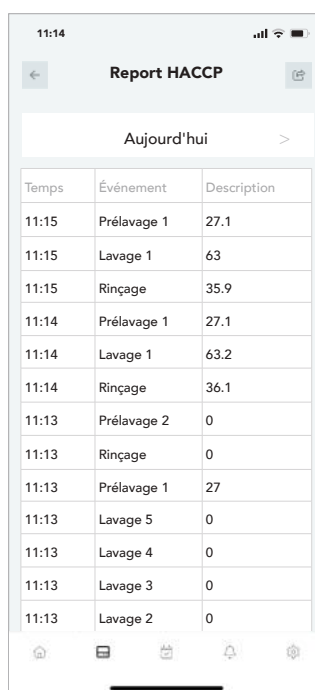 11:14
Report HACCP
Aujourd'hui >
Temps Événement Description
11:15 Prélavage 1 27.1
11:15 Lavage 1 63
11:15 Rinçage 35.9
11:14 Prélavage 1 27.1
11:14 Lavage 1 63.2
11:14 Rinçage 36.1
11:13 Prélavage 2 0
11:13 Rinçage 0
11:13 Prélavage 1 27
11:13 Lavage 5 0
11:13 Lavage 4 0
11:13 Lavage 3 0
11:13 Lavage 2 0